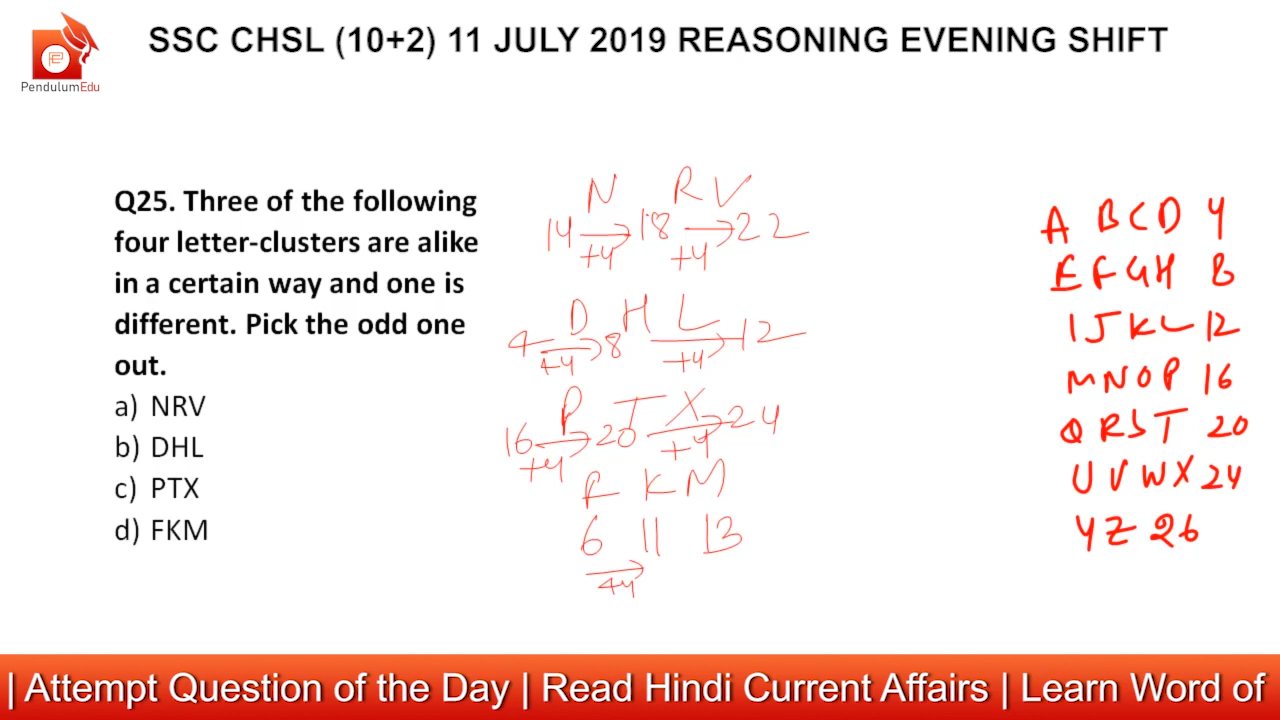 SSC CHSL (10+2) 11 JULY 2019 REASONING EVENING SHIFT
PendulumEdu
Q25. Three of the following
four letter-clusters are alike
in a certain way and one is
different. Pick the odd one
out.
a) NRV
b) DHL
c) PTX
d) FKM
N R V
14 18 22
+4 +4
D H L
4 8 12
+4 +4
P T X
16 20 24
+4 +4
F K M
6 11 13
+4
A B C D 4
E F G H 8
I J K L 12
M N O P 16
Q R S T 20
U V W X 24
Y Z 26
| Attempt Question of the Day | Read Hindi Current Affairs | Learn Word of